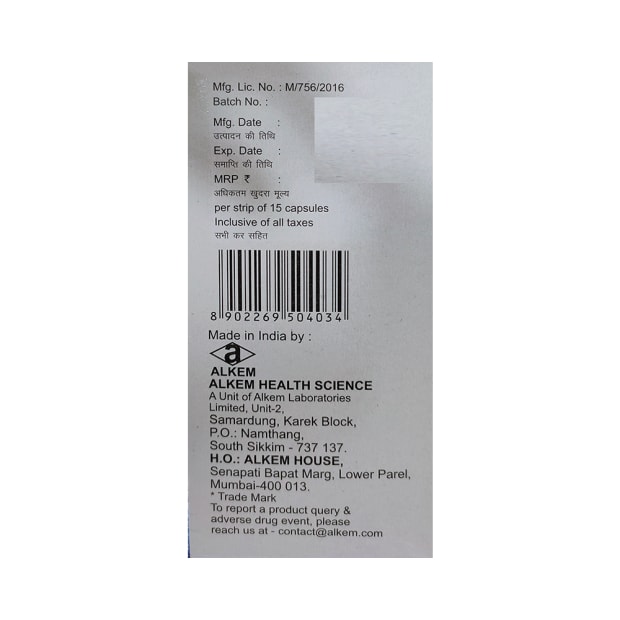 Mfg. Lic. No. : M/756/2016
Batch No. :
Mfg. Date :
उत्पादन की तिथि
Exp. Date :
समाप्ति की तिथि
MRP ₹ :
अधिकतम खुदरा मूल्य
per strip of 15 capsules
Inclusive of all taxes
सभी कर सहित
8 902269 504034
Made in India by :
a
ALKEM
ALKEM HEALTH SCIENCE
A Unit of Alkem Laboratories
Limited, Unit-2,
Samardung, Karek Block,
P.O.: Namthang,
South Sikkim - 737 137.
H.O.: ALKEM HOUSE,
Senapati Bapat Marg, Lower Parel,
Mumbai-400 013.
* Trade Mark
To report a product query &
adverse drug event, please
reach us at - contact@alkem.com